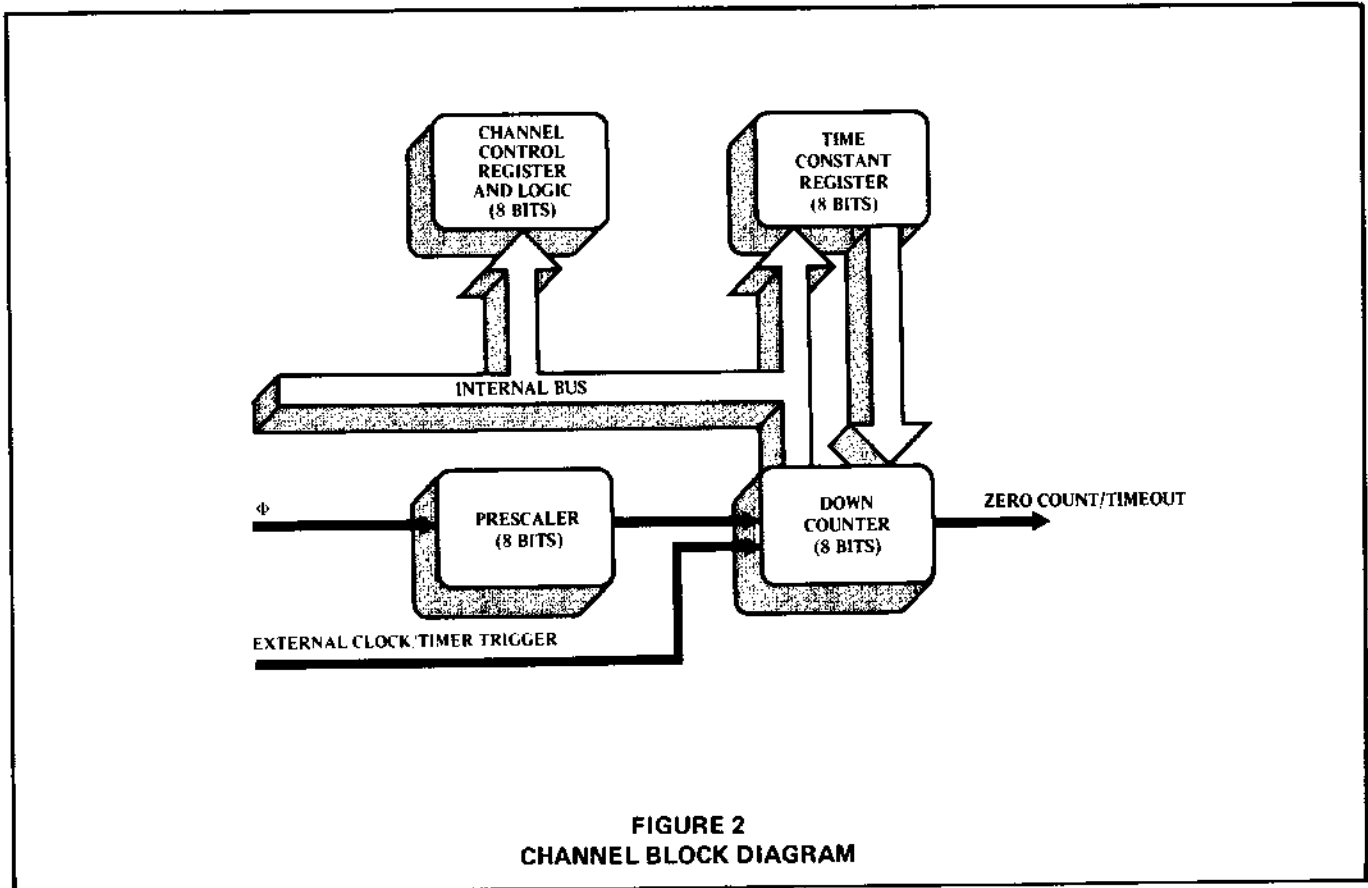 CHANNEL
CONTROL
REGISTER
AND LOGIC
(8 BITS)
TIME
CONSTANT
REGISTER
(8 BITS)
INTERNAL BUS
Φ
PRESCALER
(8 BITS)
DOWN
COUNTER
(8 BITS)
ZERO COUNT/TIMEOUT
EXTERNAL CLOCK/TIMER TRIGGER
FIGURE 2
CHANNEL BLOCK DIAGRAM